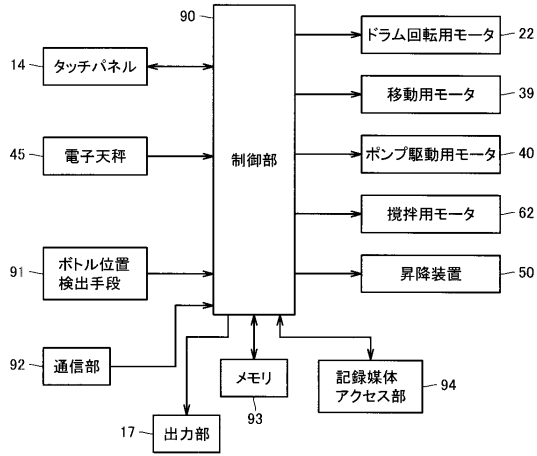 90
ドラム回転用モータ
22
14
タッチパネル
移動用モータ
39
45
電子天秤
制御部
ポンプ駆動用モータ
40
撹拌用モータ
62
91
ボトル位置
検出手段
昇降装置
50
92
通信部
メモリ
93
記録媒体
アクセス部
94
17
出力部